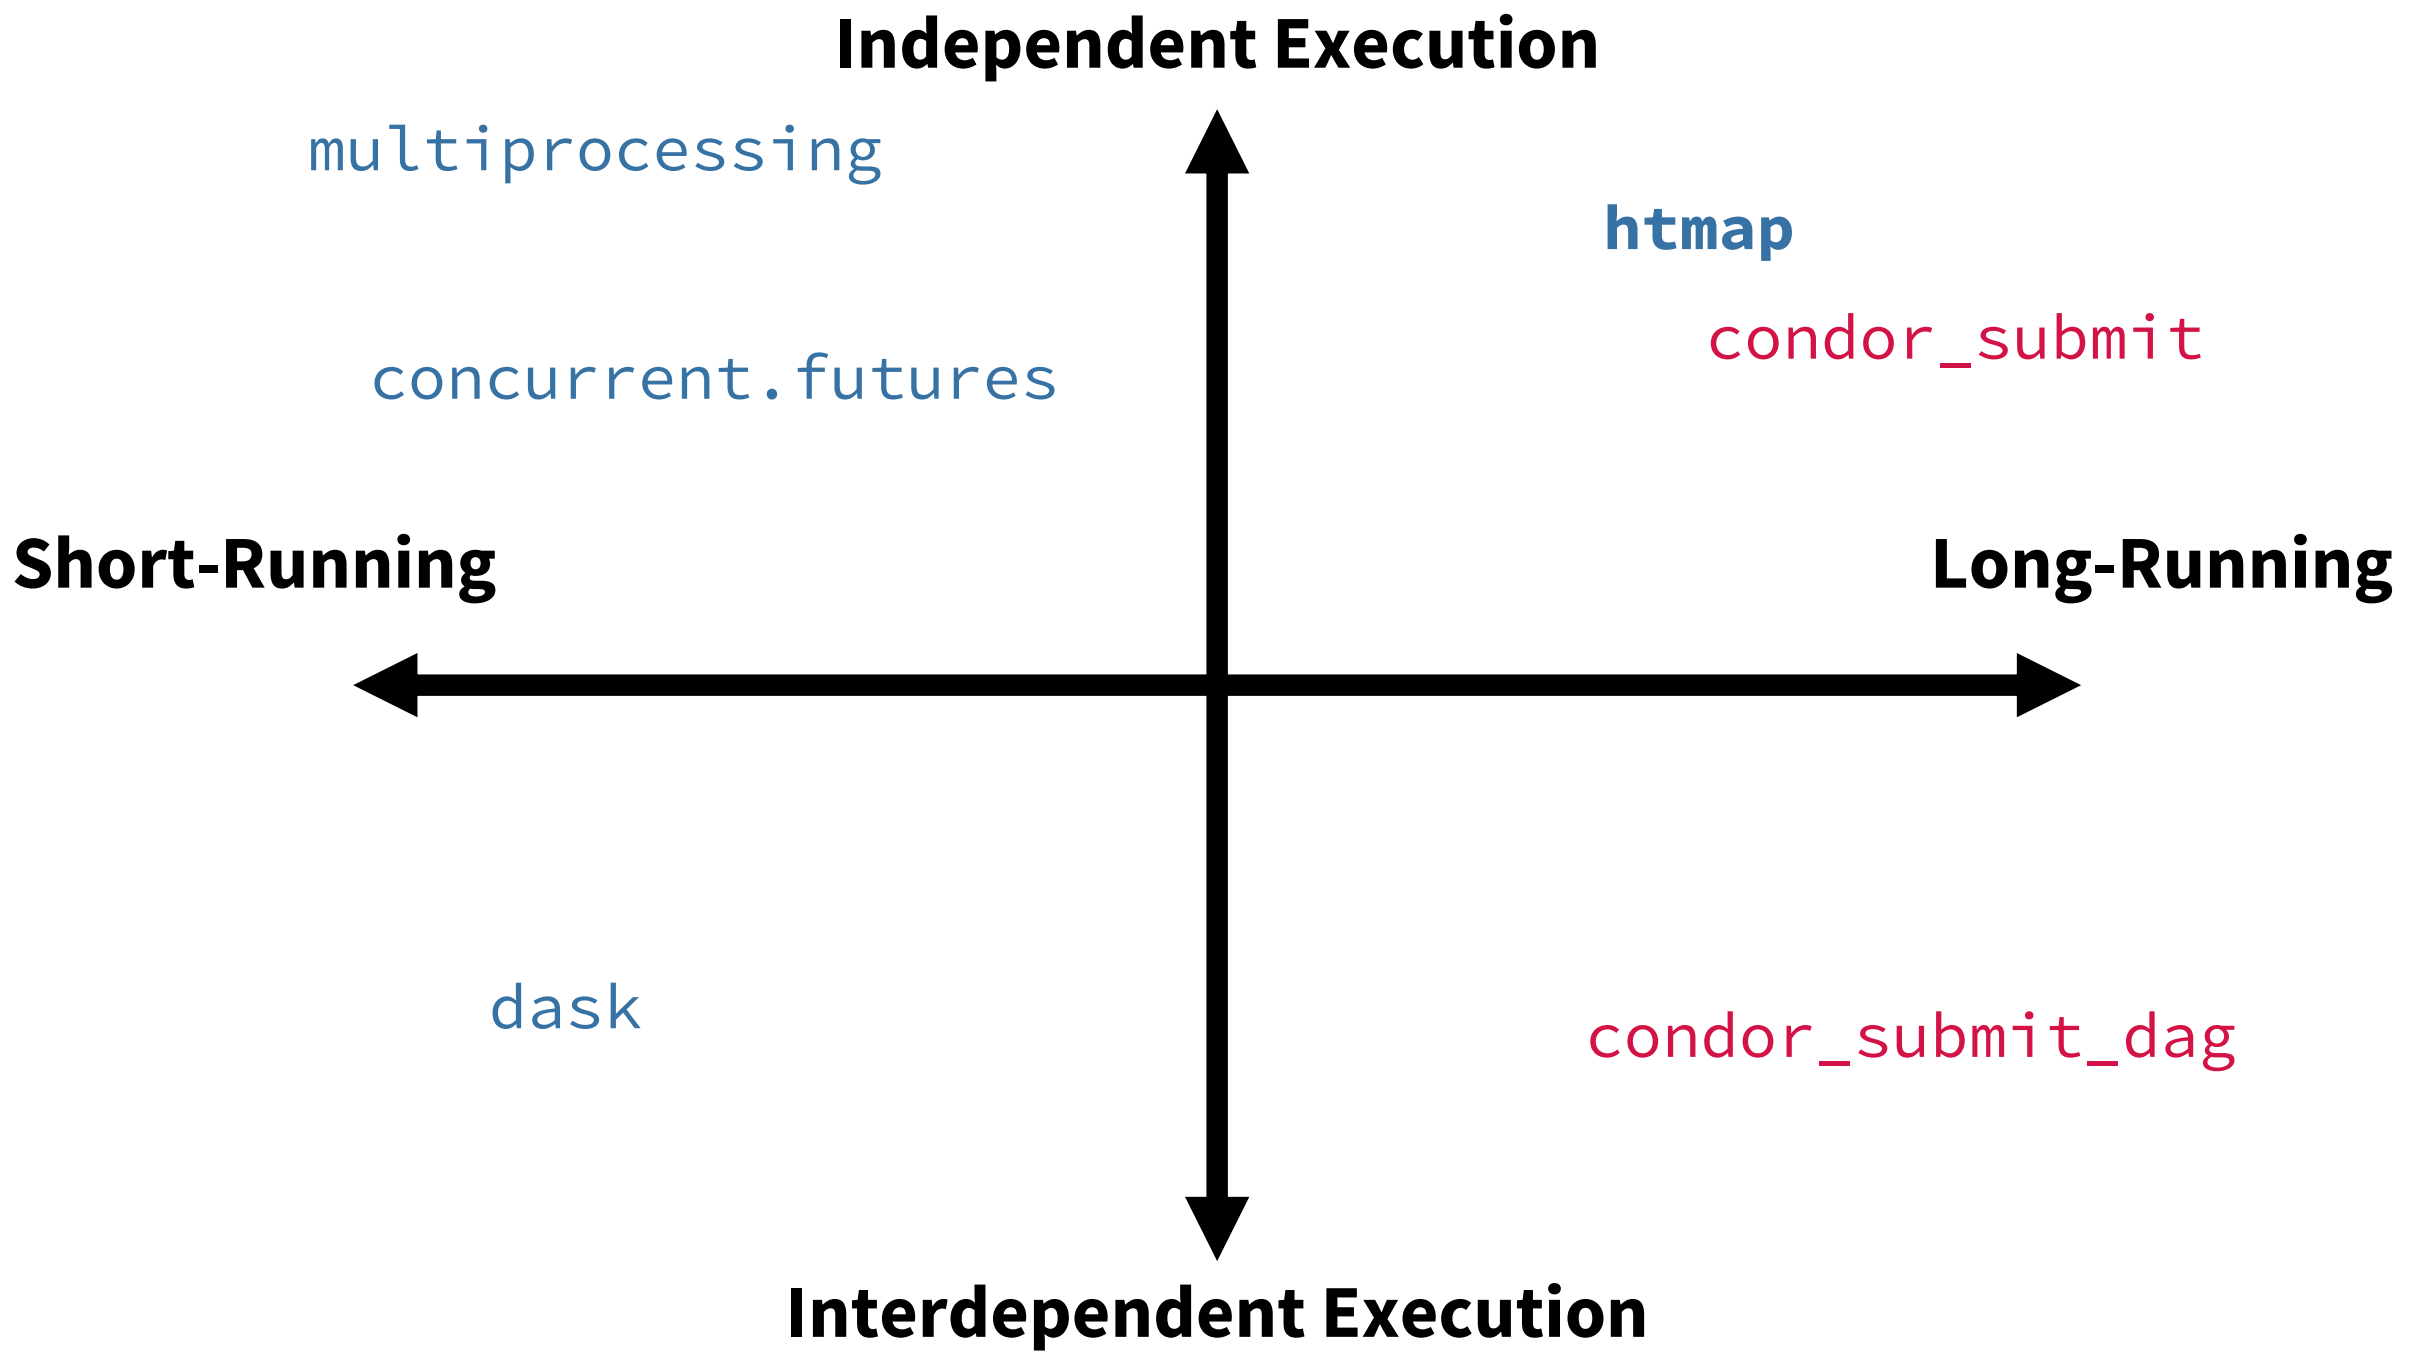 Independent Execution
multiprocessing
htmap
condor_submit
concurrent.futures
Short-Running
Long-Running
dask
condor_submit_dag
Interdependent Execution